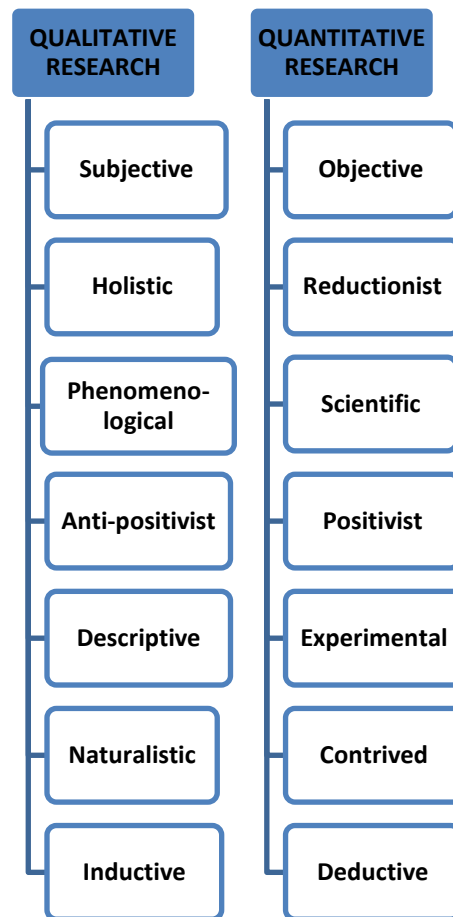 QUALITATIVE
RESEARCH
Subjective
Holistic
Phenomeno-
logical
Anti-positivist
Descriptive
Naturalistic
Inductive
QUANTITATIVE
RESEARCH
Objective
Reductionist
Scientific
Positivist
Experimental
Contrived
Deductive